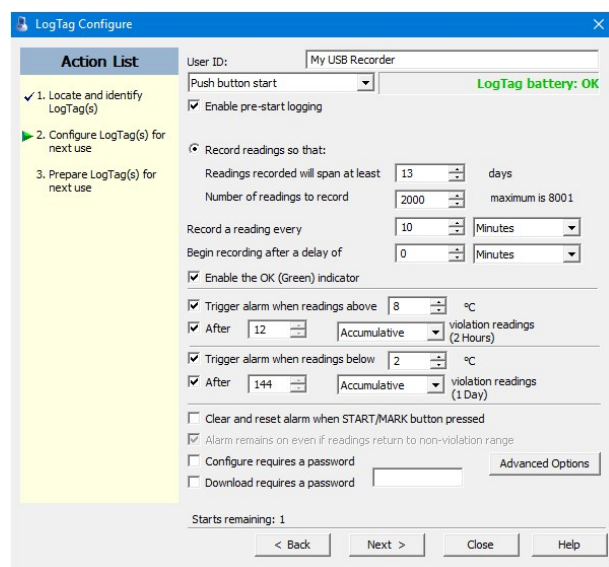 LogTag Configure
Action List
1. Locate and identify
LogTag(s)
2. Configure LogTag(s) for
next use
3. Prepare LogTag(s) for
next use
User ID: My USB Recorder
Push button start LogTag battery: OK
Enable pre-start logging
Record readings so that:
Readings recorded will span at least 13 days
Number of readings to record 2000 maximum is 8001
Record a reading every 10 Minutes
Begin recording after a delay of 0 Minutes
Enable the OK (Green) indicator
Trigger alarm when readings above 8 ºC
After 12 Accumulative violation readings
(2 Hours)
Trigger alarm when readings below 2 ºC
After 144 Accumulative violation readings
(1 Day)
Clear and reset alarm when START/MARK button pressed
Alarm remains on even if readings return to non-violation range
Configure requires a password
Advanced Options
Download requires a password
Starts remaining: 1
< Back Next > Close Help